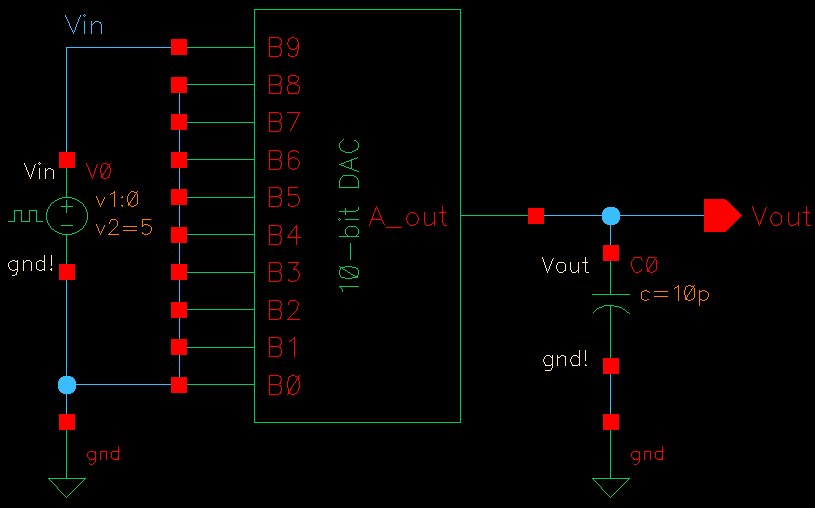 Vin
B9
B8
B7
Vin V0
B6
v1:0
B5
v2=5
10-bit DAC
A_out
Vout
B4
gnd!
B3
Vout C0
c=10p
B2
B1
gnd!
B0
gnd
gnd